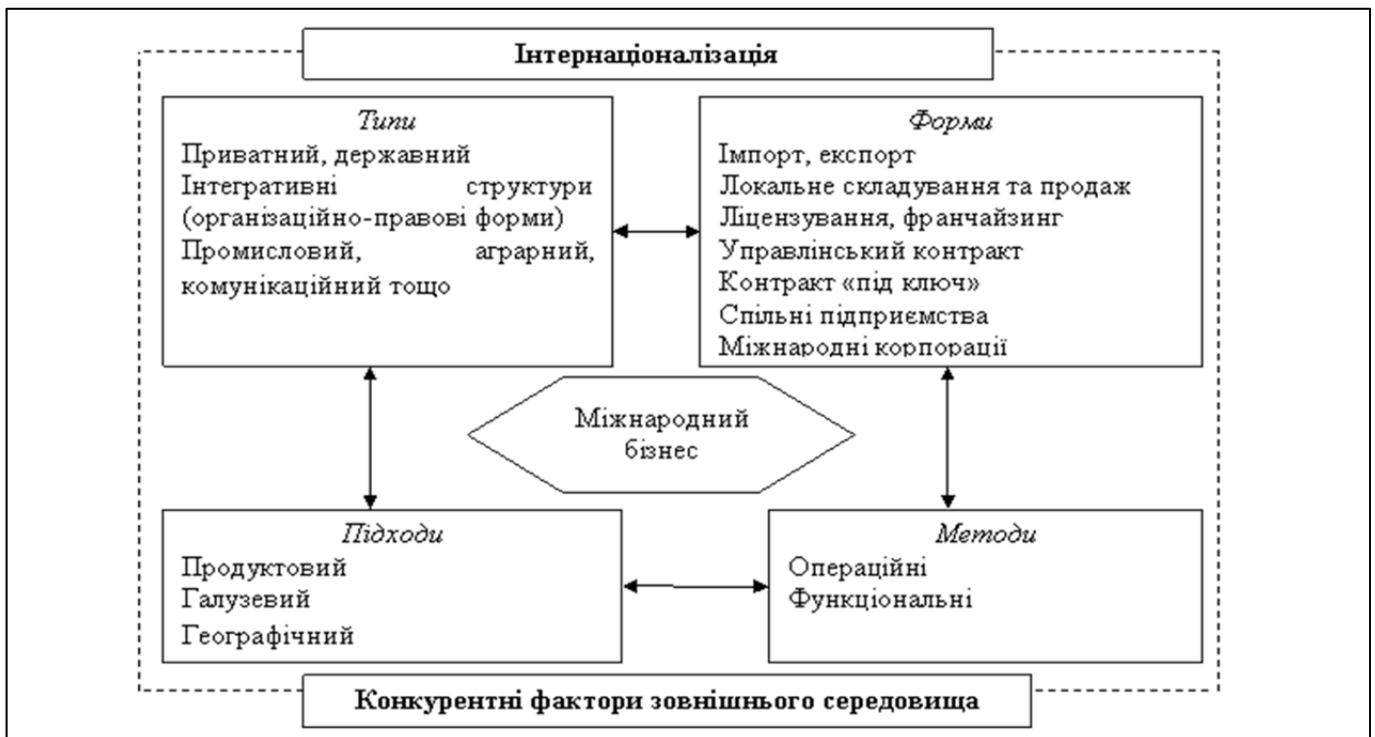 Інтернаціоналізація
Типи
Приватний, державний
Інтегративні структури
(організаційно-правові форми)
Промисловий, аграрний,
комунікаційний тощо
Форми
Імпорт, експорт
Локальне складування та продаж
Ліцензування, франчайзинг
Управлінський контракт
Контракт «під ключ»
Спільні підприємства
Міжнародні корпорації
Міжнародний
бізнес
Підходи
Продуктовий
Галузевий
Географічний
Методи
Операційні
Функціональні
Конкурентні фактори зовнішнього середовища